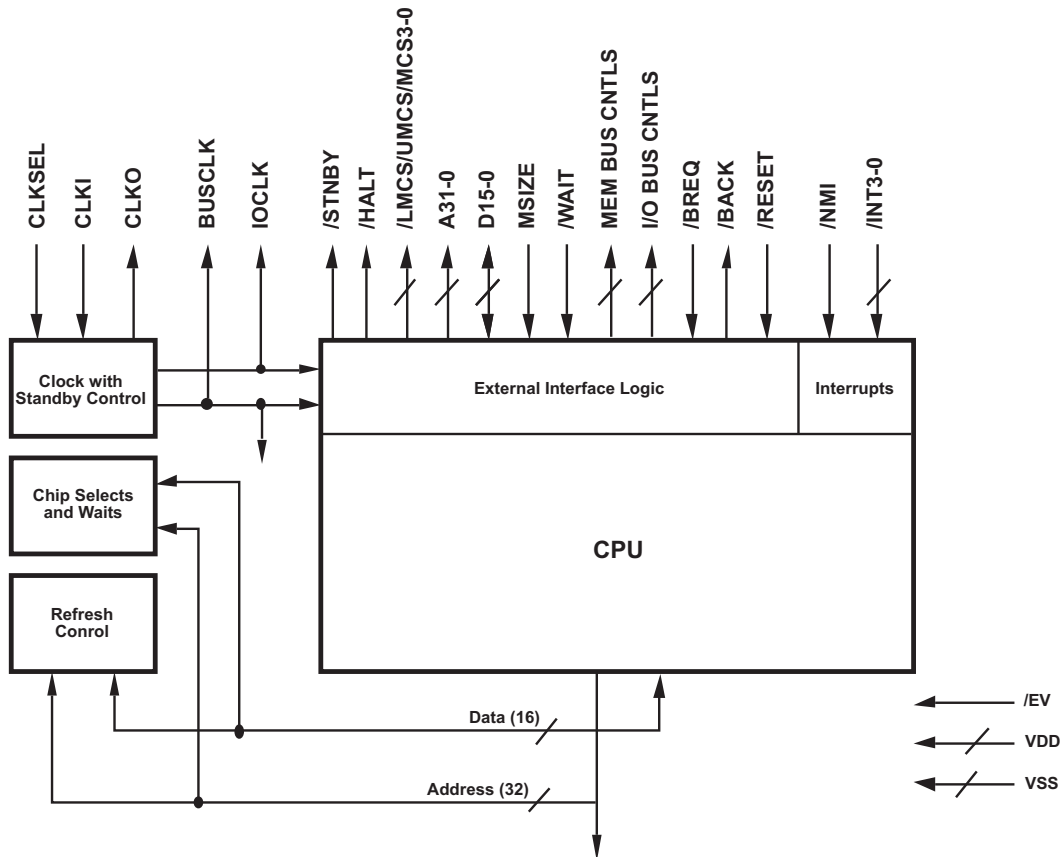 CLKSEL
CLKI
CLKO
BUSCLK
IOCLK
/STNBY
/HALT
/LMCS/UMCS/MCS3-0
A31-0
D15-0
MSIZE
/WAIT
MEM BUS CNTLS
I/O BUS CNTLS
/BREQ
/BACK
/RESET
/NMI
/INT3-0
Clock with
Standby Control
External Interface Logic
Interrupts
Chip Selects
and Waits
CPU
Refresh
Conrol
Data (16)
Address (32)
/EV
VDD
VSS